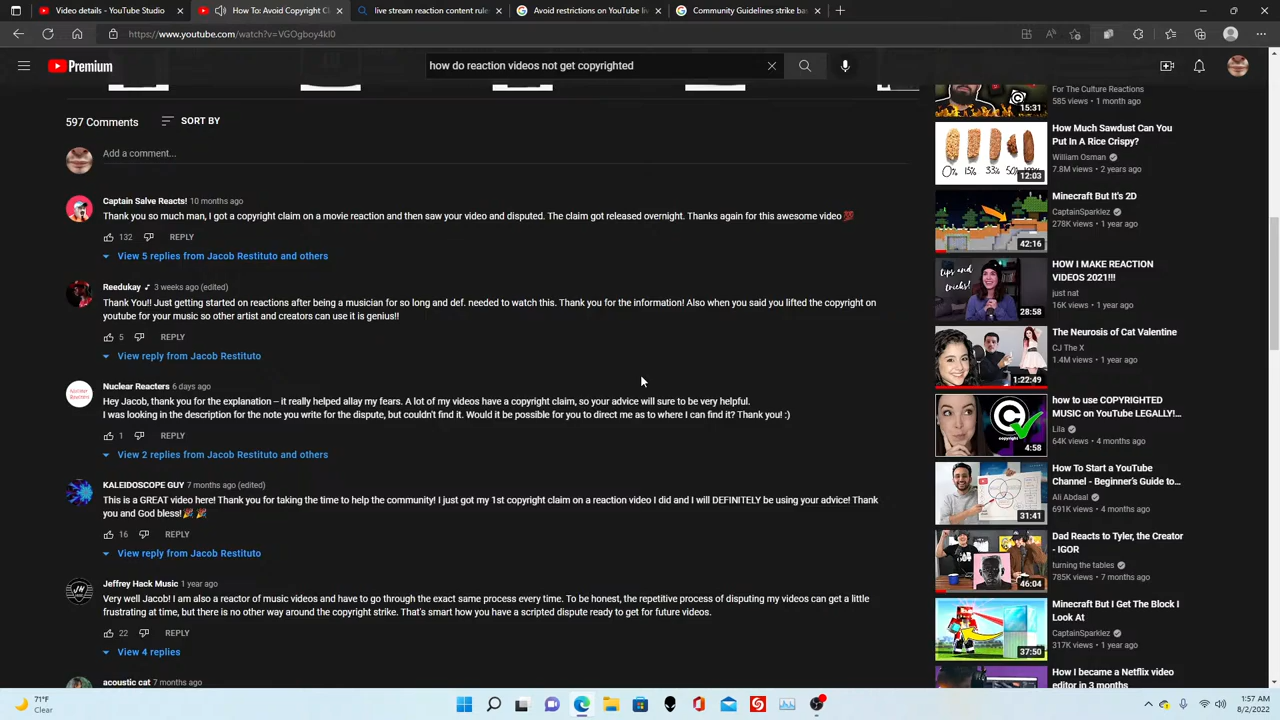 Video details - YouTube Studio
How To: Avoid Copyright C
live stream reaction content rule
Avoid restrictions on YouTube liv
Community Guidelines strike bas
https://www.youtube.com/watch?v=VGOgboy4kI0
Premium
how do reaction videos not get copyrighted
597 Comments
SORT BY
Add a comment...
Captain Salve Reacts! 10 months ago
Thank you so much man, I got a copyright claim on a music reaction and then saw your video and disputed. The claim got released overnight. Thanks again for this awesome video 💯
132
REPLY
View 5 replies from Jacob Restituto and others
Reedukay 3 weeks ago (edited)
Thank You!! Just getting started on reactions after being a musician for so long and def. needed to watch this. Thank you for the information! Also when you said you lifted the copyright on
youtube for your music so other artist and creators can use it is genius!!
5
REPLY
View reply from Jacob Restituto
Nuclear Reacters 6 days ago
Hey Jacob, thank you for the explanation – it really helped allay my fears. A lot of my videos have a copyright claim, so your advice will sure to be very helpful.
I was looking in the description for the note you write for the dispute, but couldn't find it. Would it be possible for you to direct me as to where I can find it? Thank you! :)
1
REPLY
View 2 replies from Jacob Restituto and others
KALEIDOSCOPE GUY 7 months ago (edited)
This is a GREAT video here! Thank you for taking the time to help the community! I just got my 1st copyright claim on a reaction video I did and I will DEFINITELY be using your advice! Thank
you and God bless!🎉🎉
16
REPLY
View reply from Jacob Restituto
Jeffrey Hack Music 1 year ago
Very well Jacob! I am also a reactor of music videos and have to go through the exact same process every time. To be honest, the repetitive process of disputing my videos can get a little
frustrating at time, but there is no other way around the copyright strike. That's smart how you have a scripted dispute ready to get for future videos.
22
REPLY
View 4 replies
acoustic cat 7 months ago
For The Culture Reactions
585 views • 1 month ago
15:31
How Much Sawdust Can You
Put In A Rice Crispy?
William Osman
7.8M views • 2 years ago
0% 15% 33% 50%
12:03
Minecraft But It's 2D
CaptainSparklez
278K views • 1 year ago
42:16
HOW I MAKE REACTION
VIDEOS 2021!!!
just nat
16K views • 1 year ago
tips and
tricks!
28:58
The Neurosis of Cat Valentine
CJ The X
1.4M views • 1 year ago
1:22:49
how to use COPYRIGHTED
MUSIC on YouTube LEGALLY!...
Lila
64K views • 4 months ago
copyright
4:58
How To Start a YouTube
Channel - Beginner's Guide to...
Ali Abdaal
691K views • 4 months ago
31:41
Dad Reacts to Tyler, the Creator
- IGOR
turning the tables
785K views • 7 months ago
46:04
Minecraft But I Get The Block I
Look At
CaptainSparklez
317K views • 1 year ago
37:50
How I became a Netflix video
editor in 3 months
71°F
Clear
1:57 AM
8/2/2022